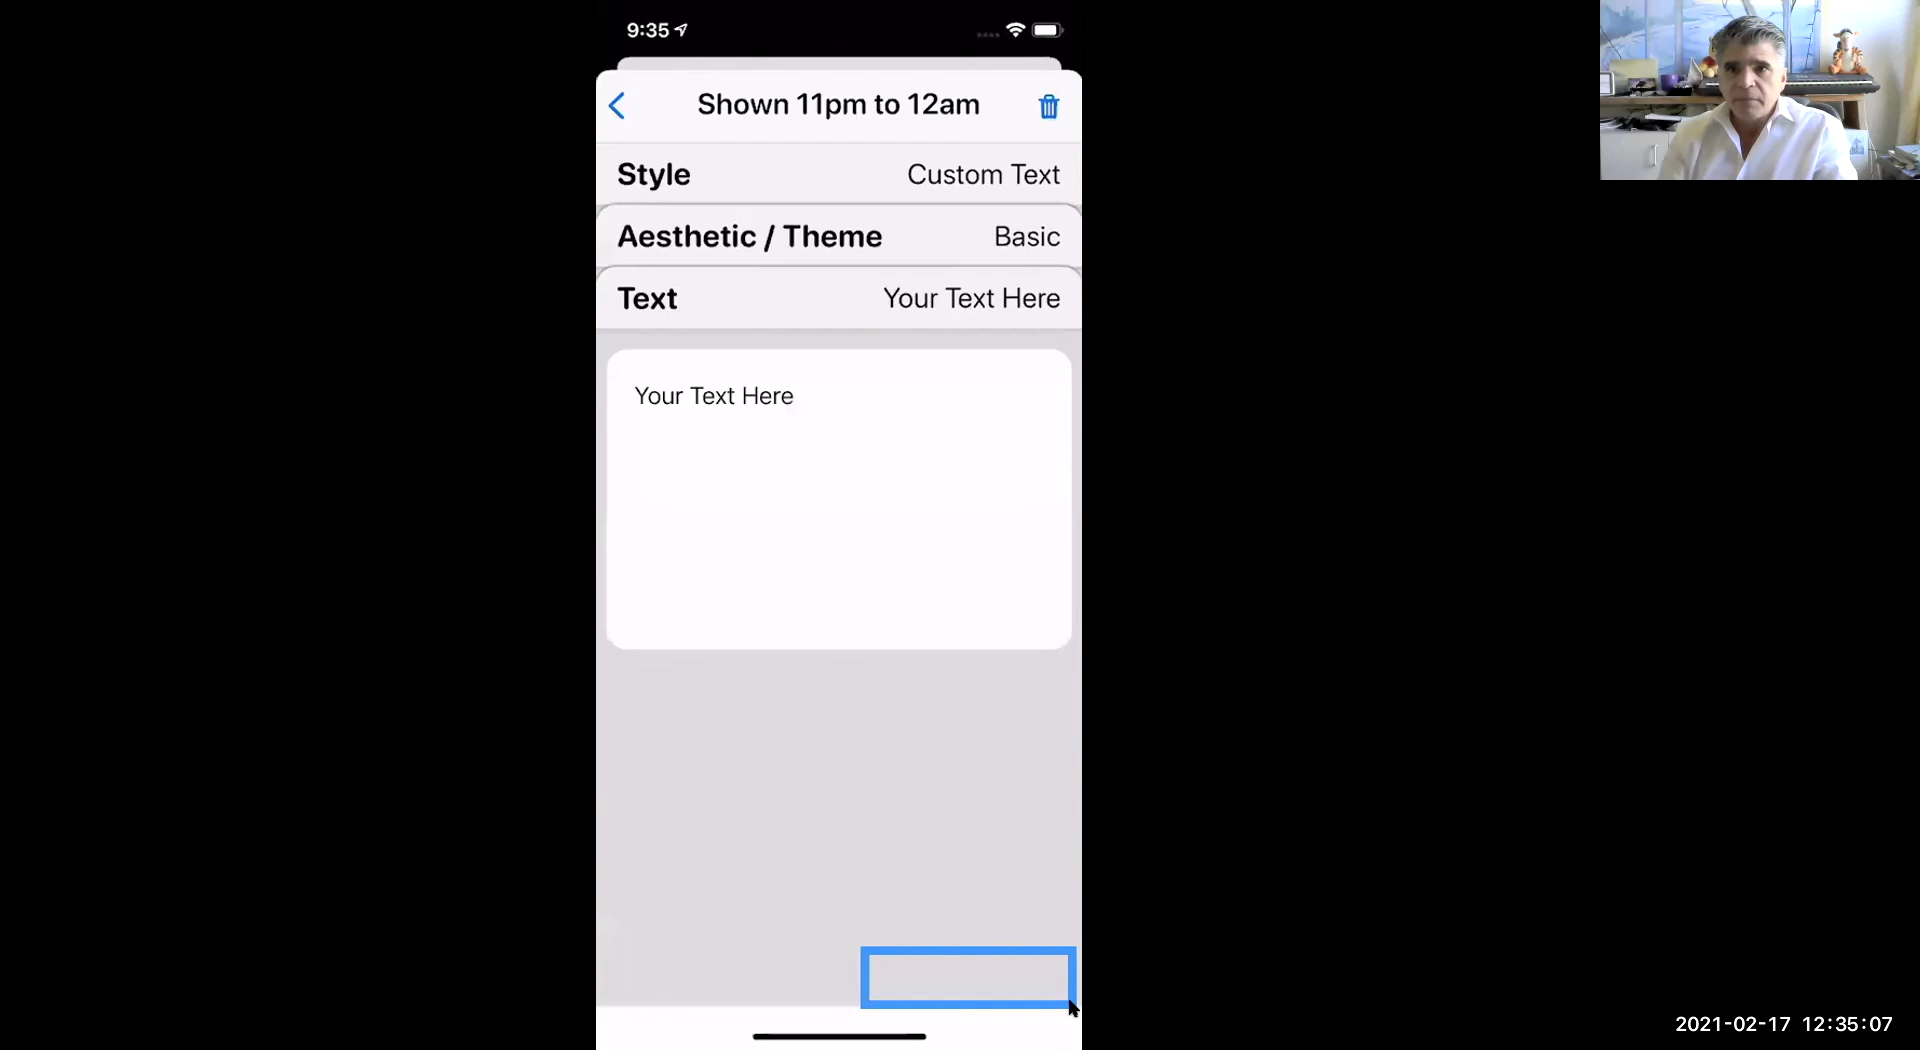 9:35
Shown 11pm to 12am
Style Custom Text
Aesthetic / Theme Basic
Text Your Text Here
Your Text Here
2021-02-17 12:35:07